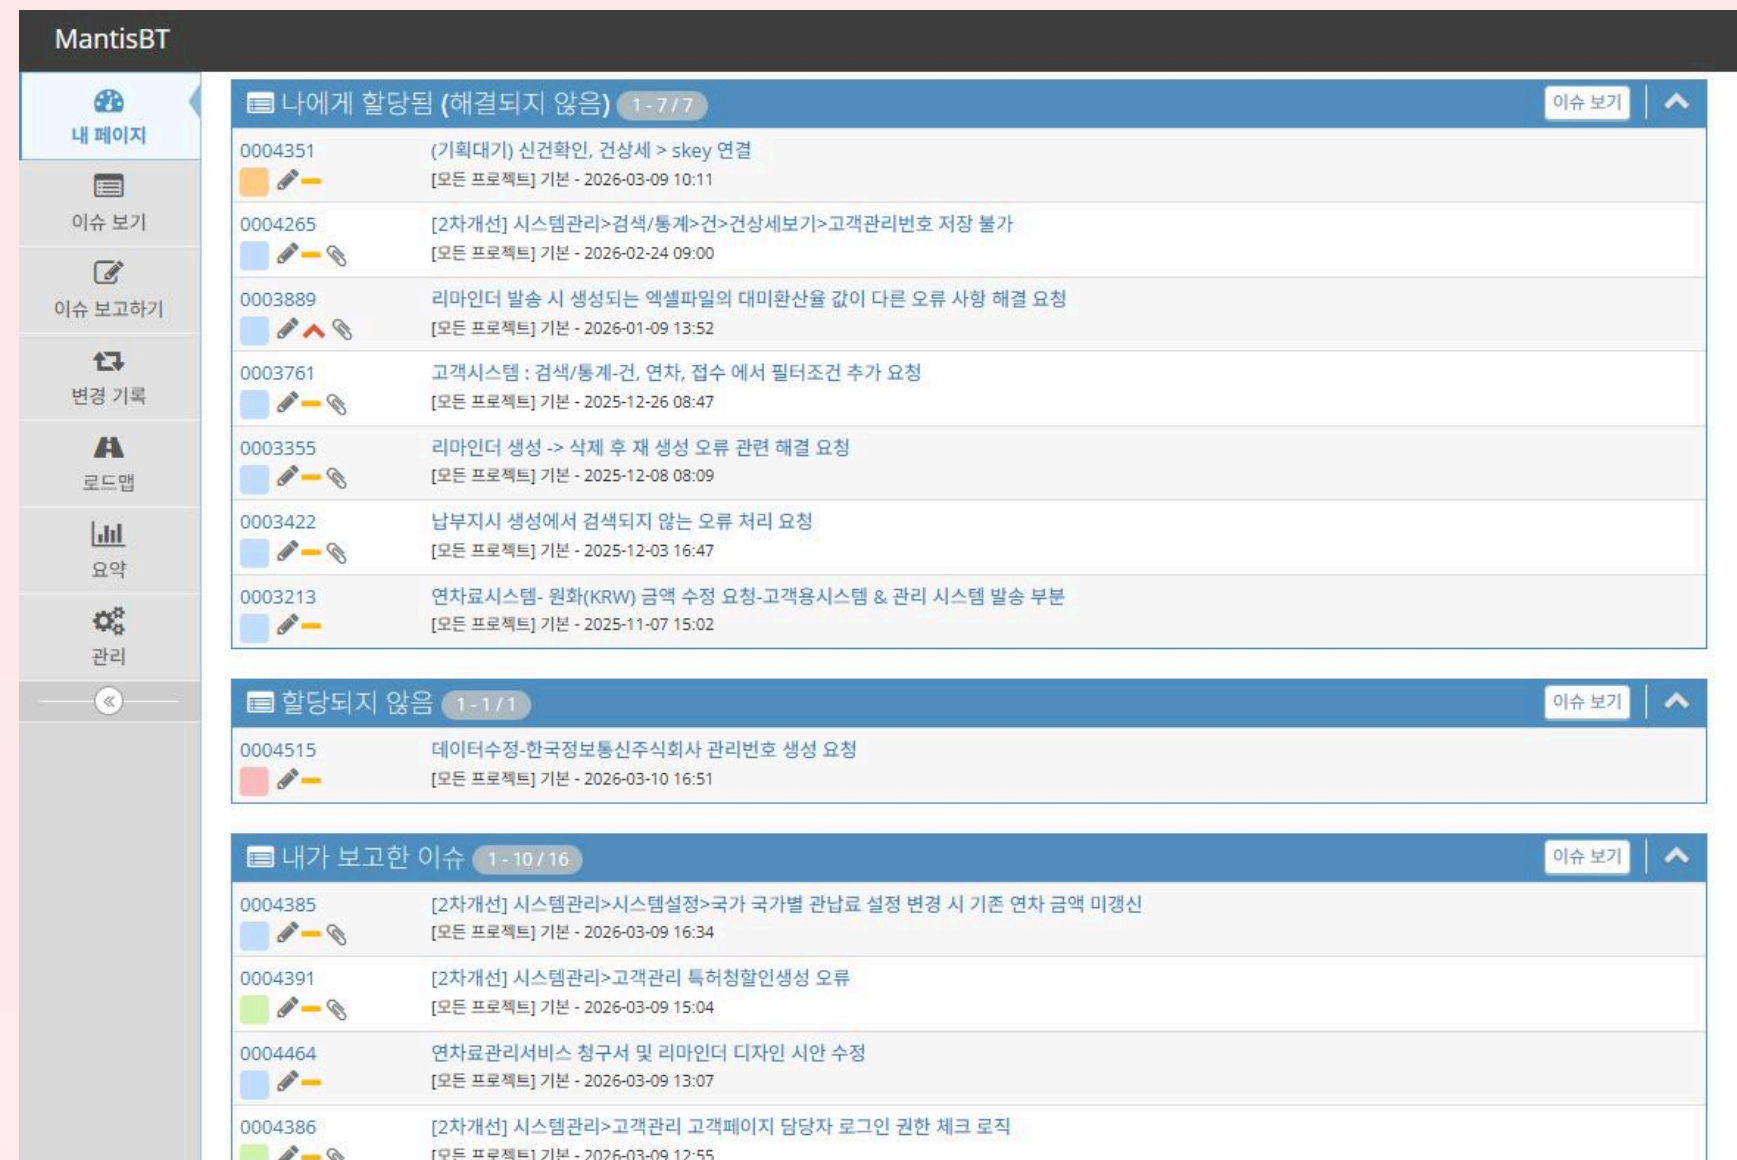 MantisBT
내 페이지
이슈 보기
이슈 보고하기
변경 기록
로드맵
요약
관리
나에게 할당됨 (해결되지 않음) 1 - 7 / 7
이슈 보기
0004351 (기획대기) 신건확인, 건상세 > skey 연결
[모든 프로젝트] 기본 - 2026-03-09 10:11
0004265 [2차개선] 시스템관리>검색/통계>건>건상세보기>고객관리번호 저장 불가
[모든 프로젝트] 기본 - 2026-02-24 09:00
0003889 리마인더 발송 시 생성되는 엑셀파일의 대미환산율 값이 다른 오류 사항 해결 요청
[모든 프로젝트] 기본 - 2026-01-09 13:52
0003761 고객시스템 : 검색/통계-건, 연차, 접수 에서 필터조건 추가 요청
[모든 프로젝트] 기본 - 2025-12-26 08:47
0003355 리마인더 생성 -> 삭제 후 재 생성 오류 관련 해결 요청
[모든 프로젝트] 기본 - 2025-12-08 08:09
0003422 납부지시 생성에서 검색되지 않는 오류 처리 요청
[모든 프로젝트] 기본 - 2025-12-03 16:47
0003213 연차료시스템- 원화(KRW) 금액 수정 요청-고객용시스템 & 관리 시스템 발송 부분
[모든 프로젝트] 기본 - 2025-11-07 15:02
할당되지 않음 1 - 1 / 1
이슈 보기
0004515 데이터수정-한국정보통신주식회사 관리번호 생성 요청
[모든 프로젝트] 기본 - 2026-03-10 16:51
내가 보고한 이슈 1 - 10 / 16
이슈 보기
0004385 [2차개선] 시스템관리>시스템설정>국가 국가별 관납료 설정 변경 시 기존 연차 금액 미갱신
[모든 프로젝트] 기본 - 2026-03-09 16:34
0004391 [2차개선] 시스템관리>고객관리 특허청할인생성 오류
[모든 프로젝트] 기본 - 2026-03-09 15:04
0004464 연차료관리서비스 청구서 및 리마인더 디자인 시안 수정
[모든 프로젝트] 기본 - 2026-03-09 13:07
0004386 [2차개선] 시스템관리>고객관리 고객페이지 담당자 로그인 권한 체크 로직
[모든 프로젝트] 기본 - 2026-03-09 12:55